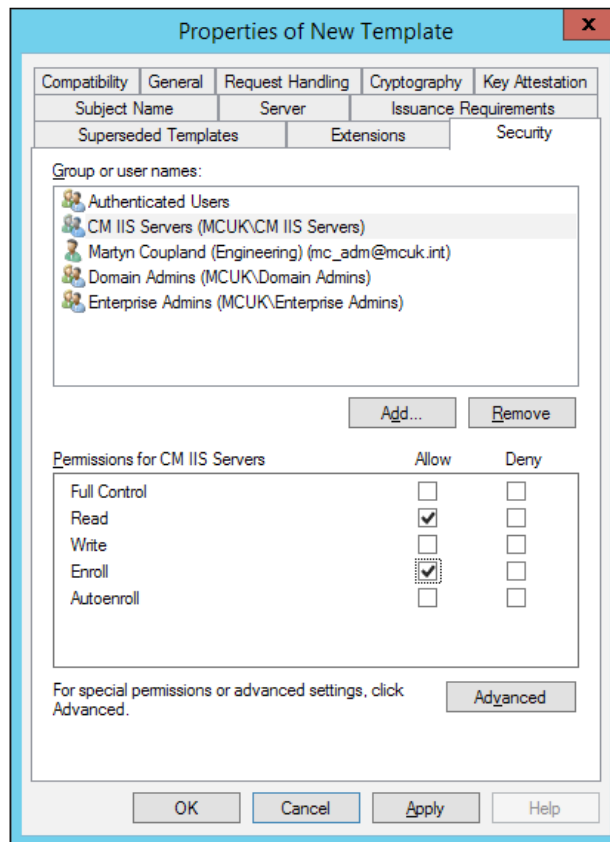 Properties of New Template
x
Compatibility General Request Handling Cryptography Key Attestation
Subject Name Server Issuance Requirements
Superseded Templates Extensions Security
Group or user names:
Authenticated Users
CM IIS Servers (MCUK\CM IIS Servers)
Martyn Coupland (Engineering) (mc_adm@mcuk.int)
Domain Admins (MCUK\Domain Admins)
Enterprise Admins (MCUK\Enterprise Admins)
Add... Remove
Permissions for CM IIS Servers Allow Deny
Full Control
Read
Write
Enroll
Autoenroll
For special permissions or advanced settings, click
Advanced. Advanced
OK Cancel Apply Help